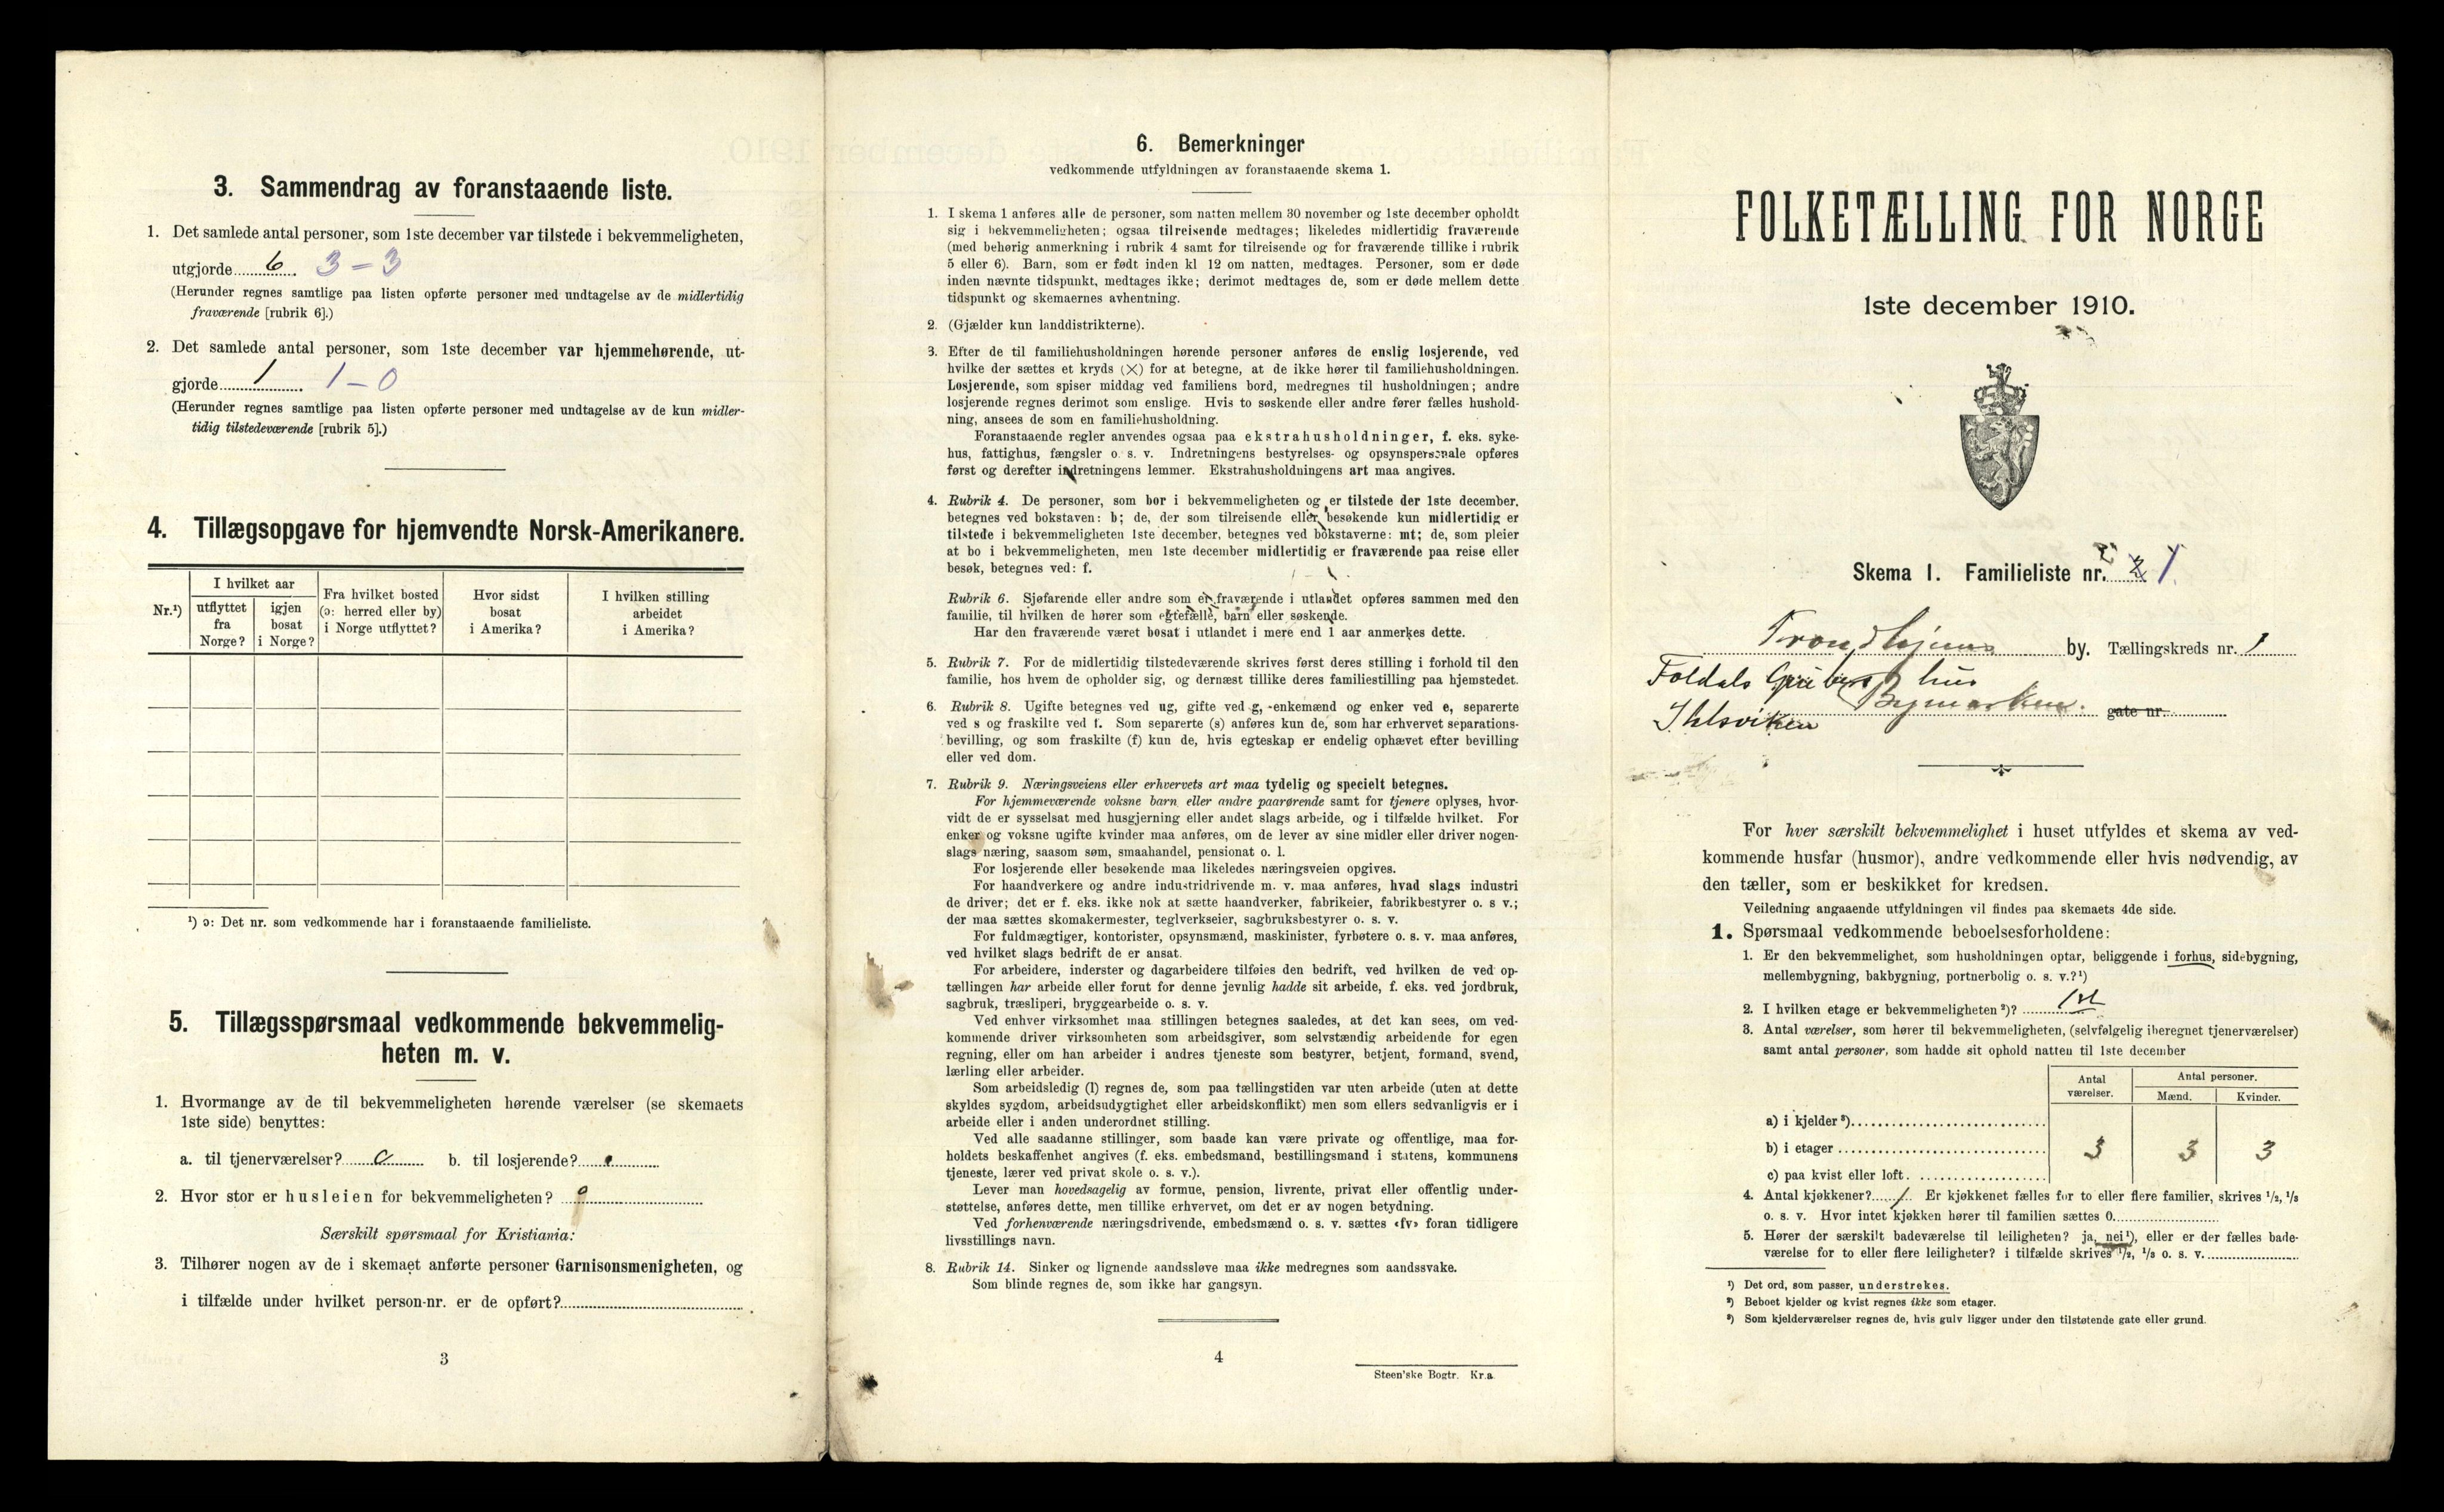 3. Sammendrag av foranstaaende liste.
1. Det samlede antal personer, som 1ste december var tilstede i bekvemmeligheten,
utgjorde 6 3 – 3
(Herunder regnes samtlige paa listen opførte personer med undtagelse av de midlertidig
fraværende [rubrik 6].)
2. Det samlede antal personer, som 1ste december var hjemmehørende, ut-
gjorde 1 1 – 0
(Herunder regnes samtlige paa listen opførte personer med undtagelse av de kun midler-
tidig tilstedeværende [rubrik 5].)
4. Tillægsopgave for hjemvendte Norsk-Amerikanere.
Nr.¹)
I hvilket aar
utflyttet
fra
Norge?
igjen
bosat
i Norge?
Fra hvilket bosted
(ɔ: herred eller by)
i Norge utflyttet?
Hvor sidst
bosat
i Amerika?
I hvilken stilling
arbeidet
i Amerika?
¹) ɔ: Det nr. som vedkommende har i foranstaaende familieliste.
5. Tillægsspørsmaal vedkommende bekvemmelig-
heten m. v.
1. Hvormange av de til bekvemmeligheten hørende værelser (se skemaets
1ste side) benyttes:
a. til tjenerværelser? 0 b. til losjerende?
2. Hvor stor er husleien for bekvemmeligheten? 0
Særskilt spørsmaal for Kristiania:
3. Tilhører nogen av de i skemaet anførte personer Garnisonsmenigheten, og
i tilfælde under hvilket person-nr. er de opført?
3
6. Bemerkninger
vedkommende utfyldningen av foranstaaende skema 1.
1. I skema 1 anføres alle de personer, som natten mellem 30 november og 1ste december opholdt
sig i bekvemmeligheten; ogsaa tilreisende medtages; likeledes midlertidig fraværende
(med behørig anmerkning i rubrik 4 samt for tilreisende og for fraværende tillike i rubrik
5 eller 6). Barn, som er født inden kl 12 om natten, medtages. Personer, som er døde
inden nævnte tidspunkt, medtages ikke; derimot medtages de, som er døde mellem dette
tidspunkt og skemaernes avhentning.
2. (Gjælder kun landdistrikterne).
3. Efter de til familiehusholdningen hørende personer anføres de enslig losjerende, ved
hvilke der sættes et kryds (×) for at betegne, at de ikke hører til familiehusholdningen.
Losjerende, som spiser middag ved familiens bord, medregnes til husholdningen; andre
losjerende regnes derimot som enslige. Hvis to søskende eller andre fører fælles hushold-
ning, ansees de som en familiehusholdning.
Foranstaaende regler anvendes ogsaa paa ekstrahusholdninger, f. eks. syke-
hus, fattighus, fængsler o. s. v. Indretningens bestyrelses- og opsynspersonale opføres
først og derefter indretningens lemmer. Ekstrahusholdningens art maa angives.
4. Rubrik 4. De personer, som bor i bekvemmeligheten og er tilstede der 1ste december.
betegnes ved bokstaven: b; de, der som tilreisende eller besøkende kun midlertidig er
tilstede i bekvemmeligheten 1ste december, betegnes ved bokstaverne: mt; de, som pleier
at bo i bekvemmeligheten, men 1ste december midlertidig er fraværende paa reise eller
besøk, betegnes ved: f.
Rubrik 6. Sjøfarende eller andre som er fraværende i utlandet opføres sammen med den
familie, til hvilken de hører som egtefælle, barn eller søskende.
Har den fraværende været bosat i utlandet i mere end 1 aar anmerkes dette.
5. Rubrik 7. For de midlertidig tilstedeværende skrives først deres stilling i forhold til den
familie, hos hvem de opholder sig, og dernæst tillike deres familiestilling paa hjemstedet.
6. Rubrik 8. Ugifte betegnes ved ug, gifte ved g, enkemænd og enker ved e, separerte
ved s og fraskilte ved f. Som separerte (s) anføres kun de, som har erhvervet separations-
bevilling, og som fraskilte (f) kun de, hvis egteskap er endelig ophævet efter bevilling
eller ved dom.
7. Rubrik 9. Næringsveiens eller erhvervets art maa tydelig og specielt betegnes.
For hjemmeværende voksne barn eller andre paarørende samt for tjenere oplyses, hvor-
vidt de er sysselsat med husgjerning eller andet slags arbeide, og i tilfælde hvilket. For
enker og voksne ugifte kvinder maa anføres, om de lever av sine midler eller driver nogen-
slags næring, saasom søm, smaahandel, pensionat o. l.
For losjerende eller besøkende maa likeledes næringsveien opgives.
For haandverkere og andre industridrivende m. v. maa anføres, hvad slags industri
de driver; det er f. eks. ikke nok at sætte haandverker, fabrikeier, fabrikbestyrer o. s v.;
der maa sættes skomakermester, teglverkseier, sagbruksbestyrer o. s. v.
For fuldmægtiger, kontorister, opsynsmænd, maskinister, fyrbøtere o. s. v. maa anføres,
ved hvilket slags bedrift de er ansat.
For arbeidere, inderster og dagarbeidere tilføies den bedrift, ved hvilken de ved op-
tællingen har arbeide eller forut for denne jevnlig hadde sit arbeide, f. eks. ved jordbruk,
sagbruk, træsliperi, bryggearbeide o. s. v.
Ved enhver virksomhet maa stillingen betegnes saaledes, at det kan sees, om ved-
kommende driver virksomheten som arbeidsgiver, som selvstændig arbeidende for egen
regning, eller om han arbeider i andres tjeneste som bestyrer, betjent, formand, svend,
lærling eller arbeider.
Som arbeidsledig (l) regnes de, som paa tællingstiden var uten arbeide (uten at dette
skyldes sygdom, arbeidsudygtighet eller arbeidskonflikt) men som ellers sedvanligvis er i
arbeide eller i anden underordnet stilling.
Ved alle saadanne stillinger, som baade kan være private og offentlige, maa for-
holdets beskaffenhet angives (f. eks. embedsmand, bestillingsmand i statens, kommunens
tjeneste, lærer ved privat skole o. s. v.).
Lever man hovedsagelig av formue, pension, livrente, privat eller offentlig under-
støttelse, anføres dette, men tillike erhvervet, om det er av nogen betydning.
Ved forhenværende næringsdrivende, embedsmænd o. s. v. sættes «fv» foran tidligere
livsstillings navn.
8. Rubrik 14. Sinker og lignende aandssløve maa ikke medregnes som aandssvake.
Som blinde regnes de, som ikke har gangsyn.
4
Steen'ske Bogtr. Kr.a
FOLKETÆLLING FOR NORGE
1ste december 1910.
Skema I. Familieliste nr. 1
Trondhjems by. Tællingskreds nr. 1
Foldals Grubers hus
Bymarken. gate nr.
Ihlsviken
For hver særskilt bekvemmelighet i huset utfyldes et skema av ved-
kommende husfar (husmor), andre vedkommende eller hvis nødvendig, av
den tæller, som er beskikket for kredsen.
Veiledning angaaende utfyldningen vil findes paa skemaets 4de side.
1. Spørsmaal vedkommende beboelsesforholdene:
1. Er den bekvemmelighet, som husholdningen optar, beliggende i forhus, sidebygning,
mellembygning, bakbygning, portnerbolig o. s. v.?¹)
2. I hvilken etage er bekvemmeligheten ²)? 1st
3. Antal værelser, som hører til bekvemmeligheten, (selvfølgelig iberegnet tjenerværelser)
samt antal personer, som hadde sit ophold natten til 1ste december
Antal
værelser.
Antal personer.
Mænd. Kvinder.
a) i kjelder ³)
b) i etager 3 3 3
c) paa kvist eller loft.
4. Antal kjøkkener? 1 Er kjøkkenet fælles for to eller flere familier, skrives ¹/₂, ¹/₃
o. s. v. Hvor intet kjøkken hører til familien sættes 0.
5. Hører der særskilt badeværelse til leiligheten? ja, nei ¹), eller er der fælles bade-
værelse for to eller flere leiligheter? i tilfælde skrives ¹/₂, ¹/₃ o. s. v.
¹) Det ord, som passer, understrekes.
²) Beboet kjelder og kvist regnes ikke som etager.
³) Som kjelderværelser regnes de, hvis gulv ligger under den tilstøtende gate eller grund.